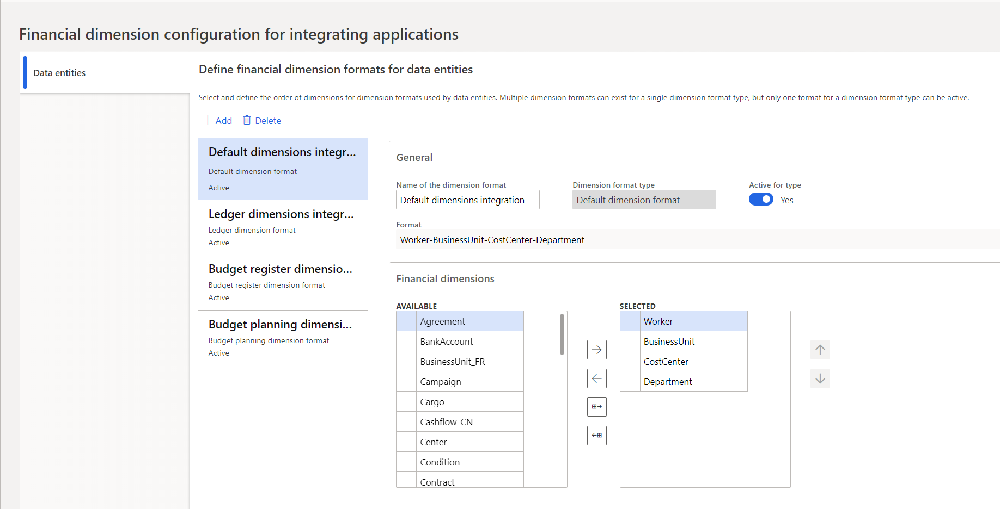 Financial dimension configuration for integrating applications
Data entities
Define financial dimension formats for data entities
Select and define the order of dimensions for dimension formats used by data entities. Multiple dimension formats can exist for a single dimension format type, but only one format for a dimension format type can be active.
Add Delete
Default dimensions integr...
Default dimension format
Active
Ledger dimensions integr...
Ledger dimension format
Active
Budget register dimensio...
Budget register dimension format
Active
Budget planning dimensi...
Budget planning dimension format
Active
General
Name of the dimension format
Default dimensions integration
Dimension format type
Default dimension format
Active for type
Yes
Format
Worker-BusinessUnit-CostCenter-Department
Financial dimensions
AVAILABLE
Agreement
BankAccount
BusinessUnit_FR
Campaign
Cargo
Cashflow_CN
Center
Condition
Contract
SELECTED
Worker
BusinessUnit
CostCenter
Department